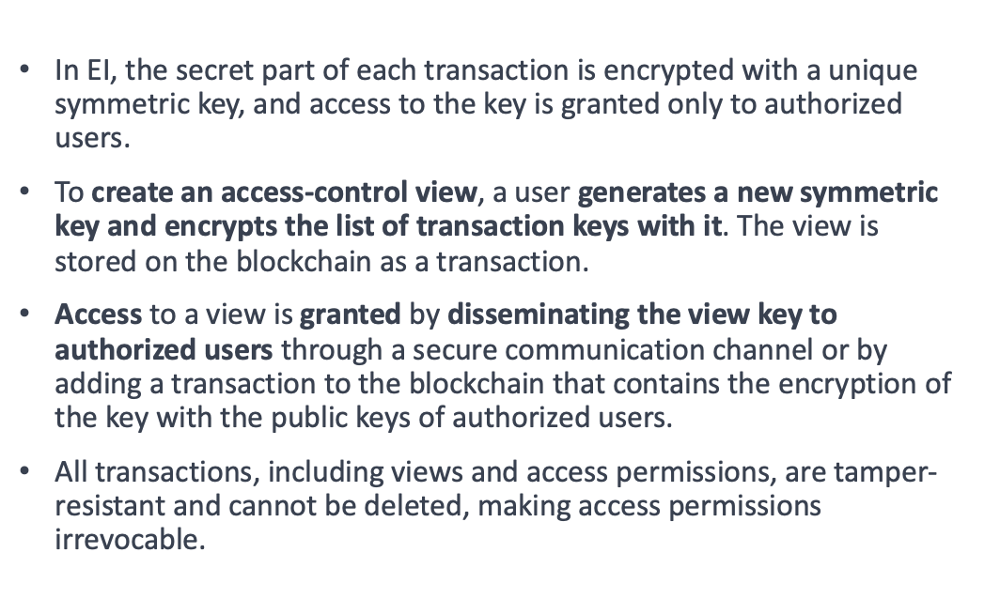 • In EI, the secret part of each transaction is encrypted with a unique
symmetric key, and access to the key is granted only to authorized
users.
• To create an access-control view, a user generates a new symmetric
key and encrypts the list of transaction keys with it. The view is
stored on the blockchain as a transaction.
• Access to a view is granted by disseminating the view key to
authorized users through a secure communication channel or by
adding a transaction to the blockchain that contains the encryption of
the key with the public keys of authorized users.
• All transactions, including views and access permissions, are tamper-
resistant and cannot be deleted, making access permissions
irrevocable.